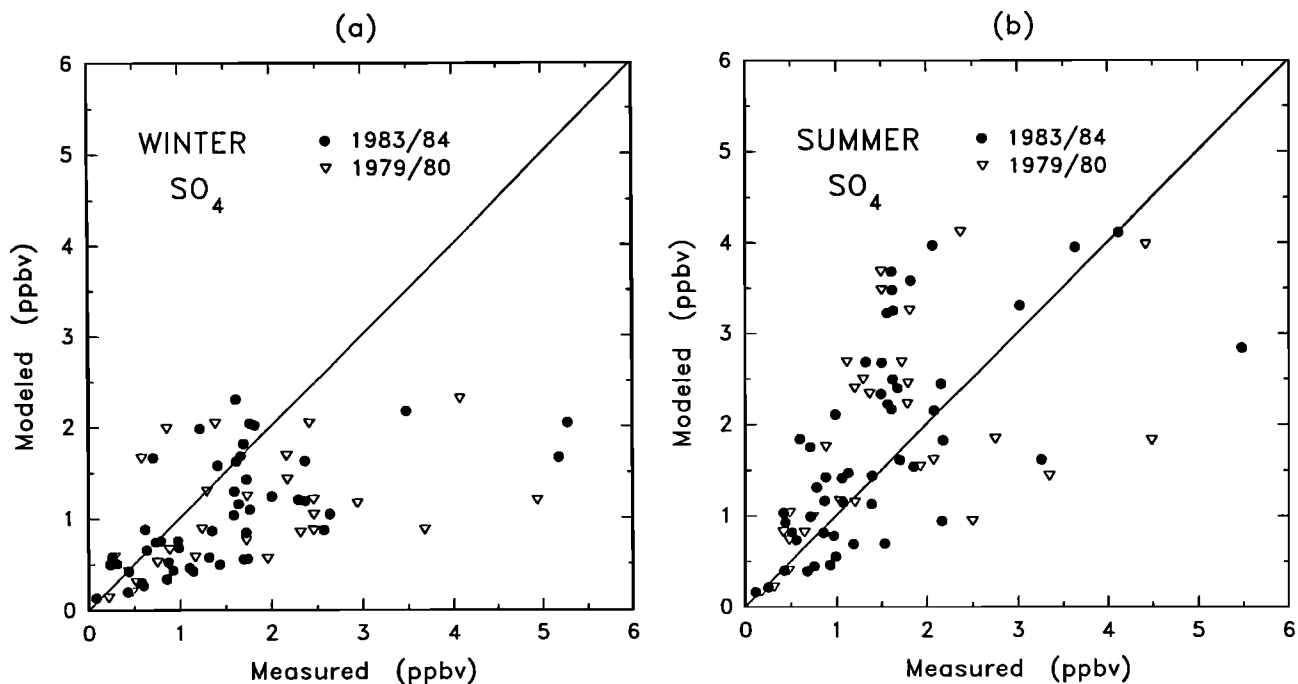 (a)
6
5
4
3
2
1
0
Modeled (ppbv)
WINTER
SO₄
1983/84
1979/80
0 1 2 3 4 5 6
Measured (ppbv)
(b)
6
5
4
3
2
1
0
Modeled (ppbv)
SUMMER
SO₄
1983/84
1979/80
0 1 2 3 4 5 6
Measured (ppbv)